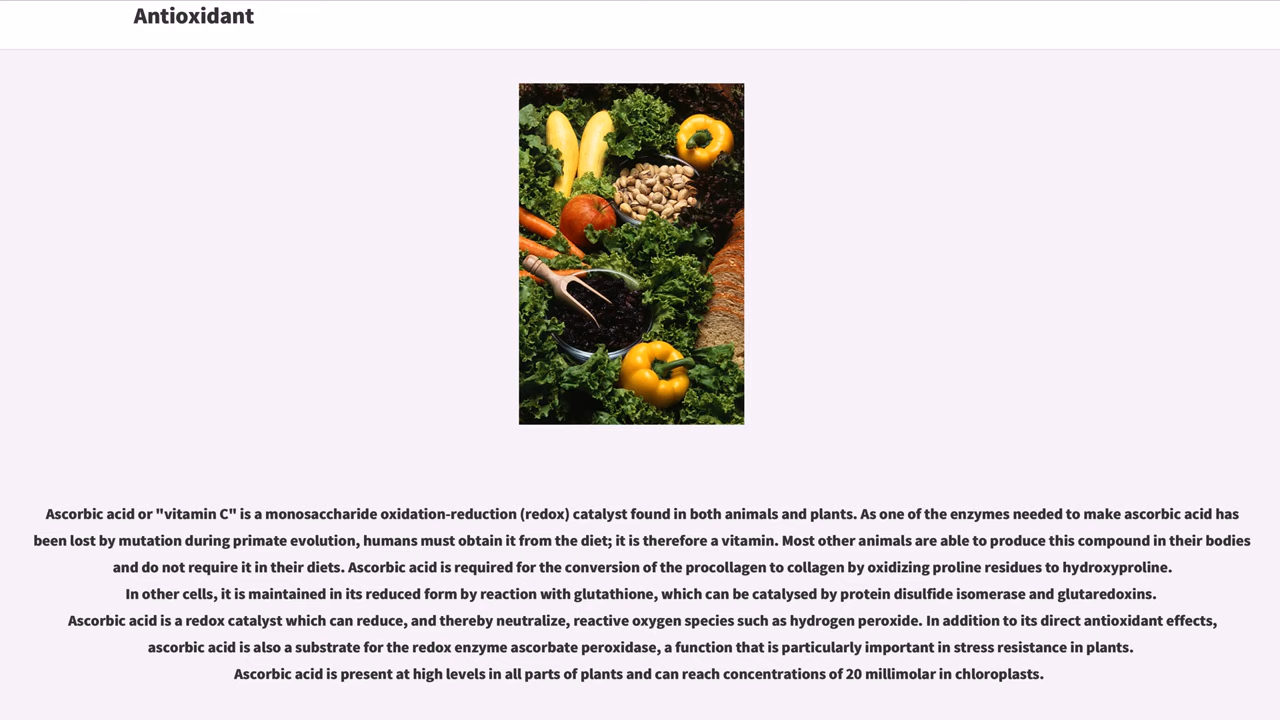 Antioxidant
Ascorbic acid or "vitamin C" is a monosaccharide oxidation-reduction (redox) catalyst found in both animals and plants. As one of the enzymes needed to make ascorbic acid has
been lost by mutation during primate evolution, humans must obtain it from the diet; it is therefore a vitamin. Most other animals are able to produce this compound in their bodies
and do not require it in their diets. Ascorbic acid is required for the conversion of the procollagen to collagen by oxidizing proline residues to hydroxyproline.
In other cells, it is maintained in its reduced form by reaction with glutathione, which can be catalysed by protein disulfide isomerase and glutaredoxins.
Ascorbic acid is a redox catalyst which can reduce, and thereby neutralize, reactive oxygen species such as hydrogen peroxide. In addition to its direct antioxidant effects,
ascorbic acid is also a substrate for the redox enzyme ascorbate peroxidase, a function that is particularly important in stress resistance in plants.
Ascorbic acid is present at high levels in all parts of plants and can reach concentrations of 20 millimolar in chloroplasts.